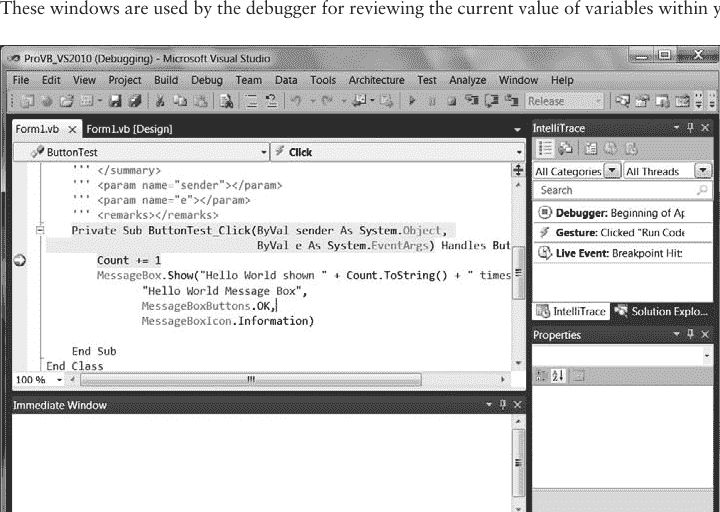 These windows are used by the debugger for reviewing the current value of variables within y
ProVB_VS2010 (Debugging) - Microsoft Visual Studio
File Edit View Project Build Debug Team Data Tools Architecture Test Analyze Window Help
Release
Form1.vb Form1.vb [Design]
ButtonTest Click
''' </summary>
''' <param name="sender"></param>
''' <param name="e"></param>
''' <remarks></remarks>
Private Sub ButtonTest_Click(ByVal sender As System.Object,
ByVal e As System.EventArgs) Handles But
Count += 1
MessageBox.Show("Hello World shown " + Count.ToString() + " times
"Hello World Message Box",
MessageBoxButtons.OK,
MessageBoxIcon.Information)
End Sub
End Class
100 %
Immediate Window
IntelliTrace
All Categories All Threads
Search
Debugger: Beginning of Ap
Gesture: Clicked "Run Code
Live Event: Breakpoint Hit:
IntelliTrace Solution Explo...
Properties